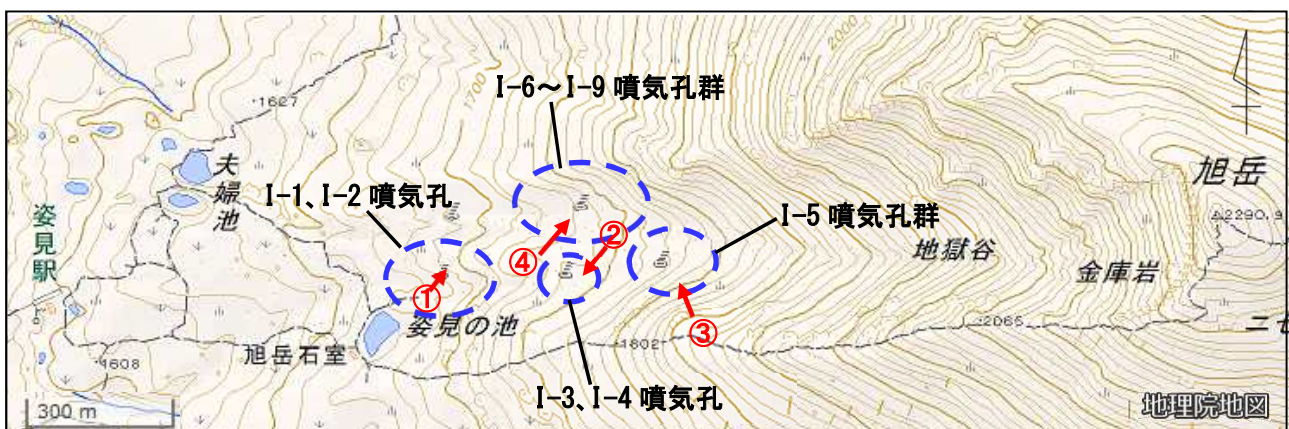 2000
1700
I-6～I-9 噴気孔群
・1627
夫婦池
旭岳
I-1、I-2 噴気孔
I-5 噴気孔群
姿見駅
②
△2290.9
④
地獄谷
金庫岩
①
③
姿見の池
・2065
二七
・1802
旭岳石室
・1608
I-3、I-4 噴気孔
300 m
地理院地図